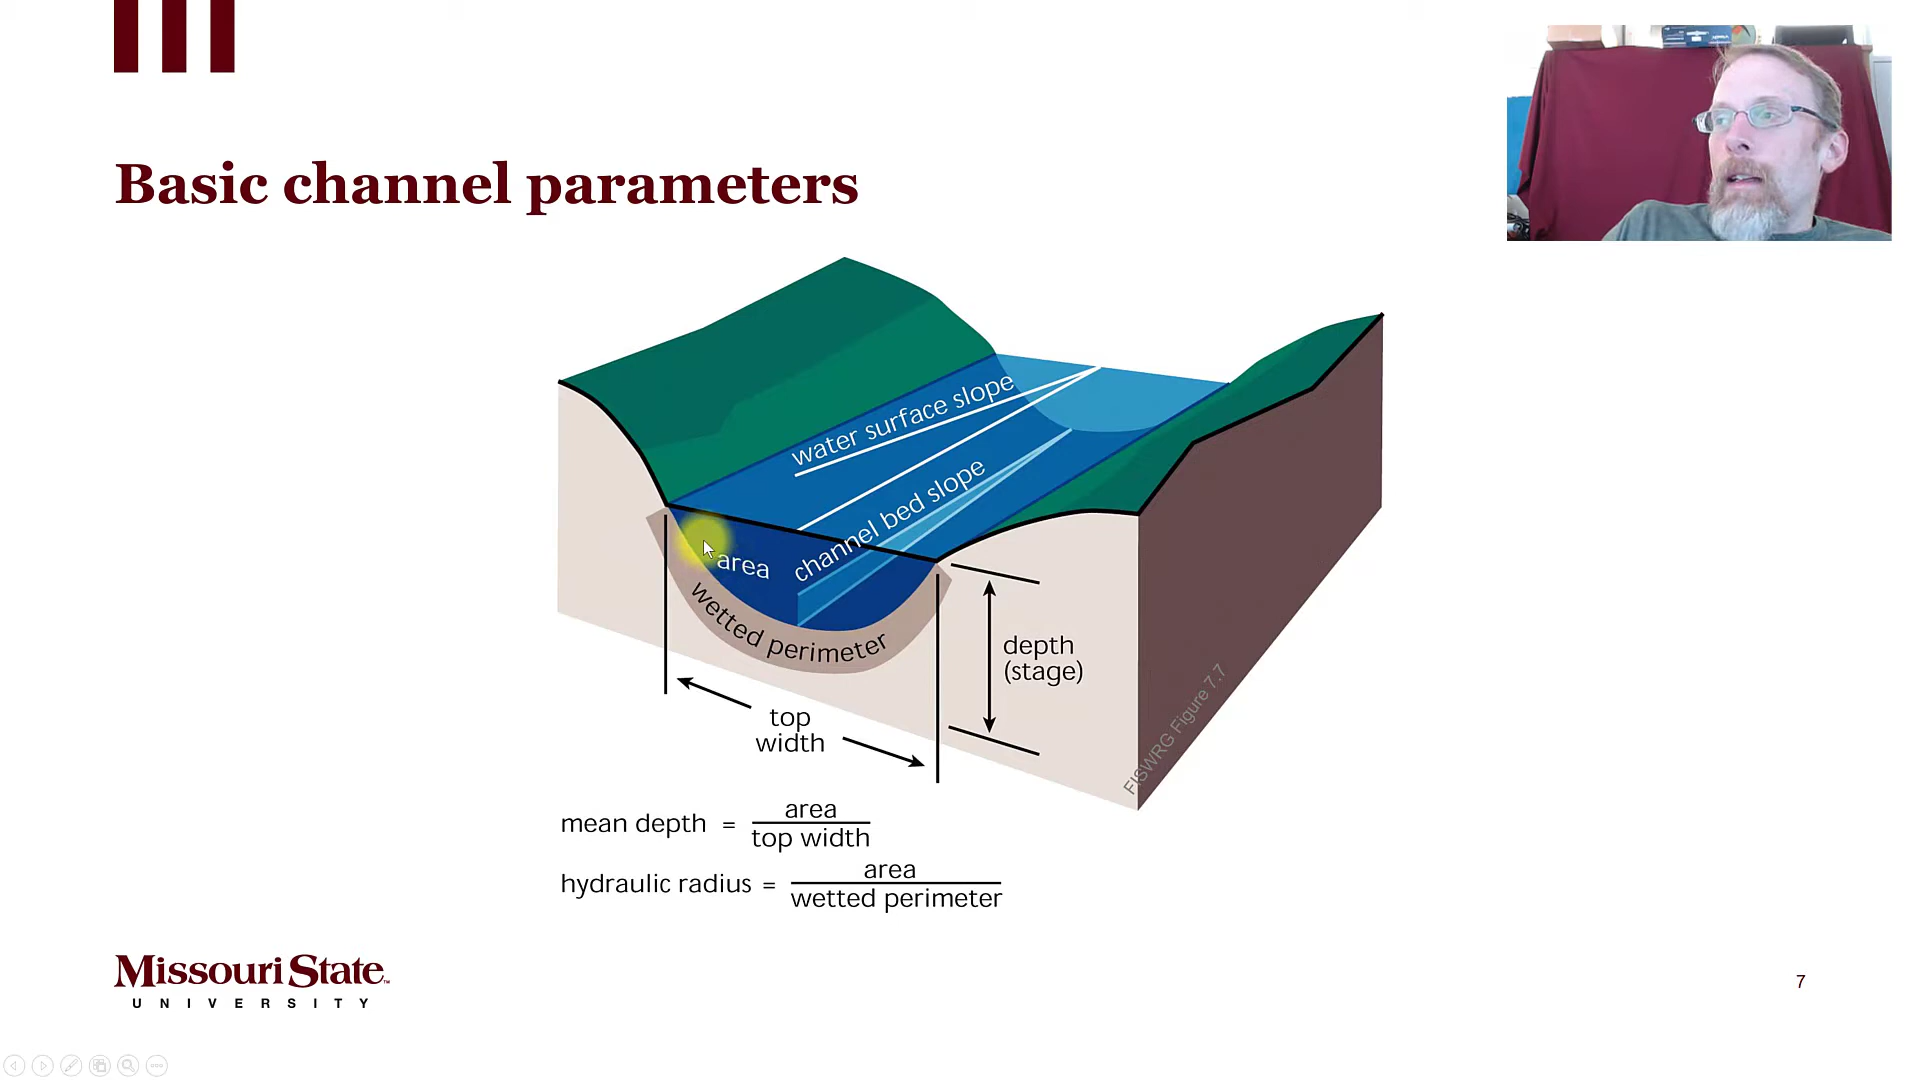 Basic channel parameters
water surface slope
channel bed slope
area
wetted perimeter
depth
(stage)
top
width
FISWRG Figure 7.7
mean depth = area
top width
hydraulic radius = area
wetted perimeter
Missouri State™
UNIVERSITY
7